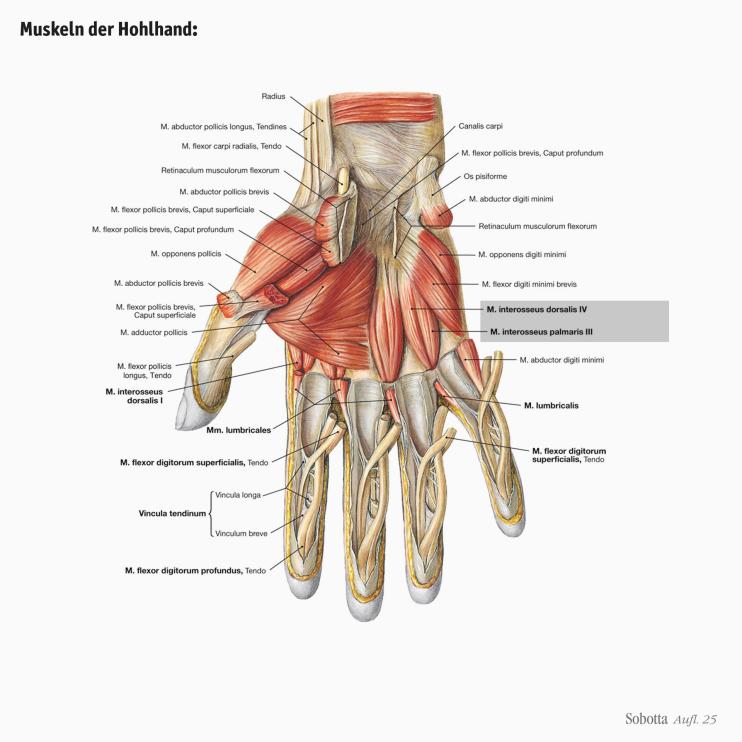 Muskeln der Hohlhand:
Radius
M. abductor pollicis longus, Tendines
M. flexor carpi radialis, Tendo
Retinaculum musculorum flexorum
M. abductor pollicis brevis
M. flexor pollicis brevis, Caput superficiale
M. flexor pollicis brevis, Caput profundum
M. opponens pollicis
M. abductor pollicis brevis
M. flexor pollicis brevis,
Caput superficiale
M. adductor pollicis
M. flexor pollicis
longus, Tendo
M. interosseus
dorsalis I
Mm. lumbricales
M. flexor digitorum superficialis, Tendo
Vincula longa
Vincula tendinum
Vinculum breve
M. flexor digitorum profundus, Tendo
Canalis carpi
M. flexor pollicis brevis, Caput profundum
Os pisiforme
M. abductor digiti minimi
Retinaculum musculorum flexorum
M. opponens digiti minimi
M. flexor digiti minimi brevis
M. interosseus dorsalis IV
M. interosseus palmaris III
M. abductor digiti minimi
M. lumbricalis
M. flexor digitorum
superficialis, Tendo
Sobotta Aufl. 25